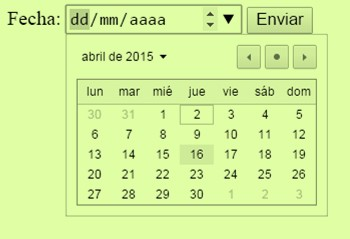 Fecha: dd/mm/aaaa Enviar
abril de 2015
lun mar mié jue vie sáb dom
30 31 1 2 3 4 5
6 7 8 9 10 11 12
13 14 15 16 17 18 19
20 21 22 23 24 25 26
27 28 29 30 1 2 3